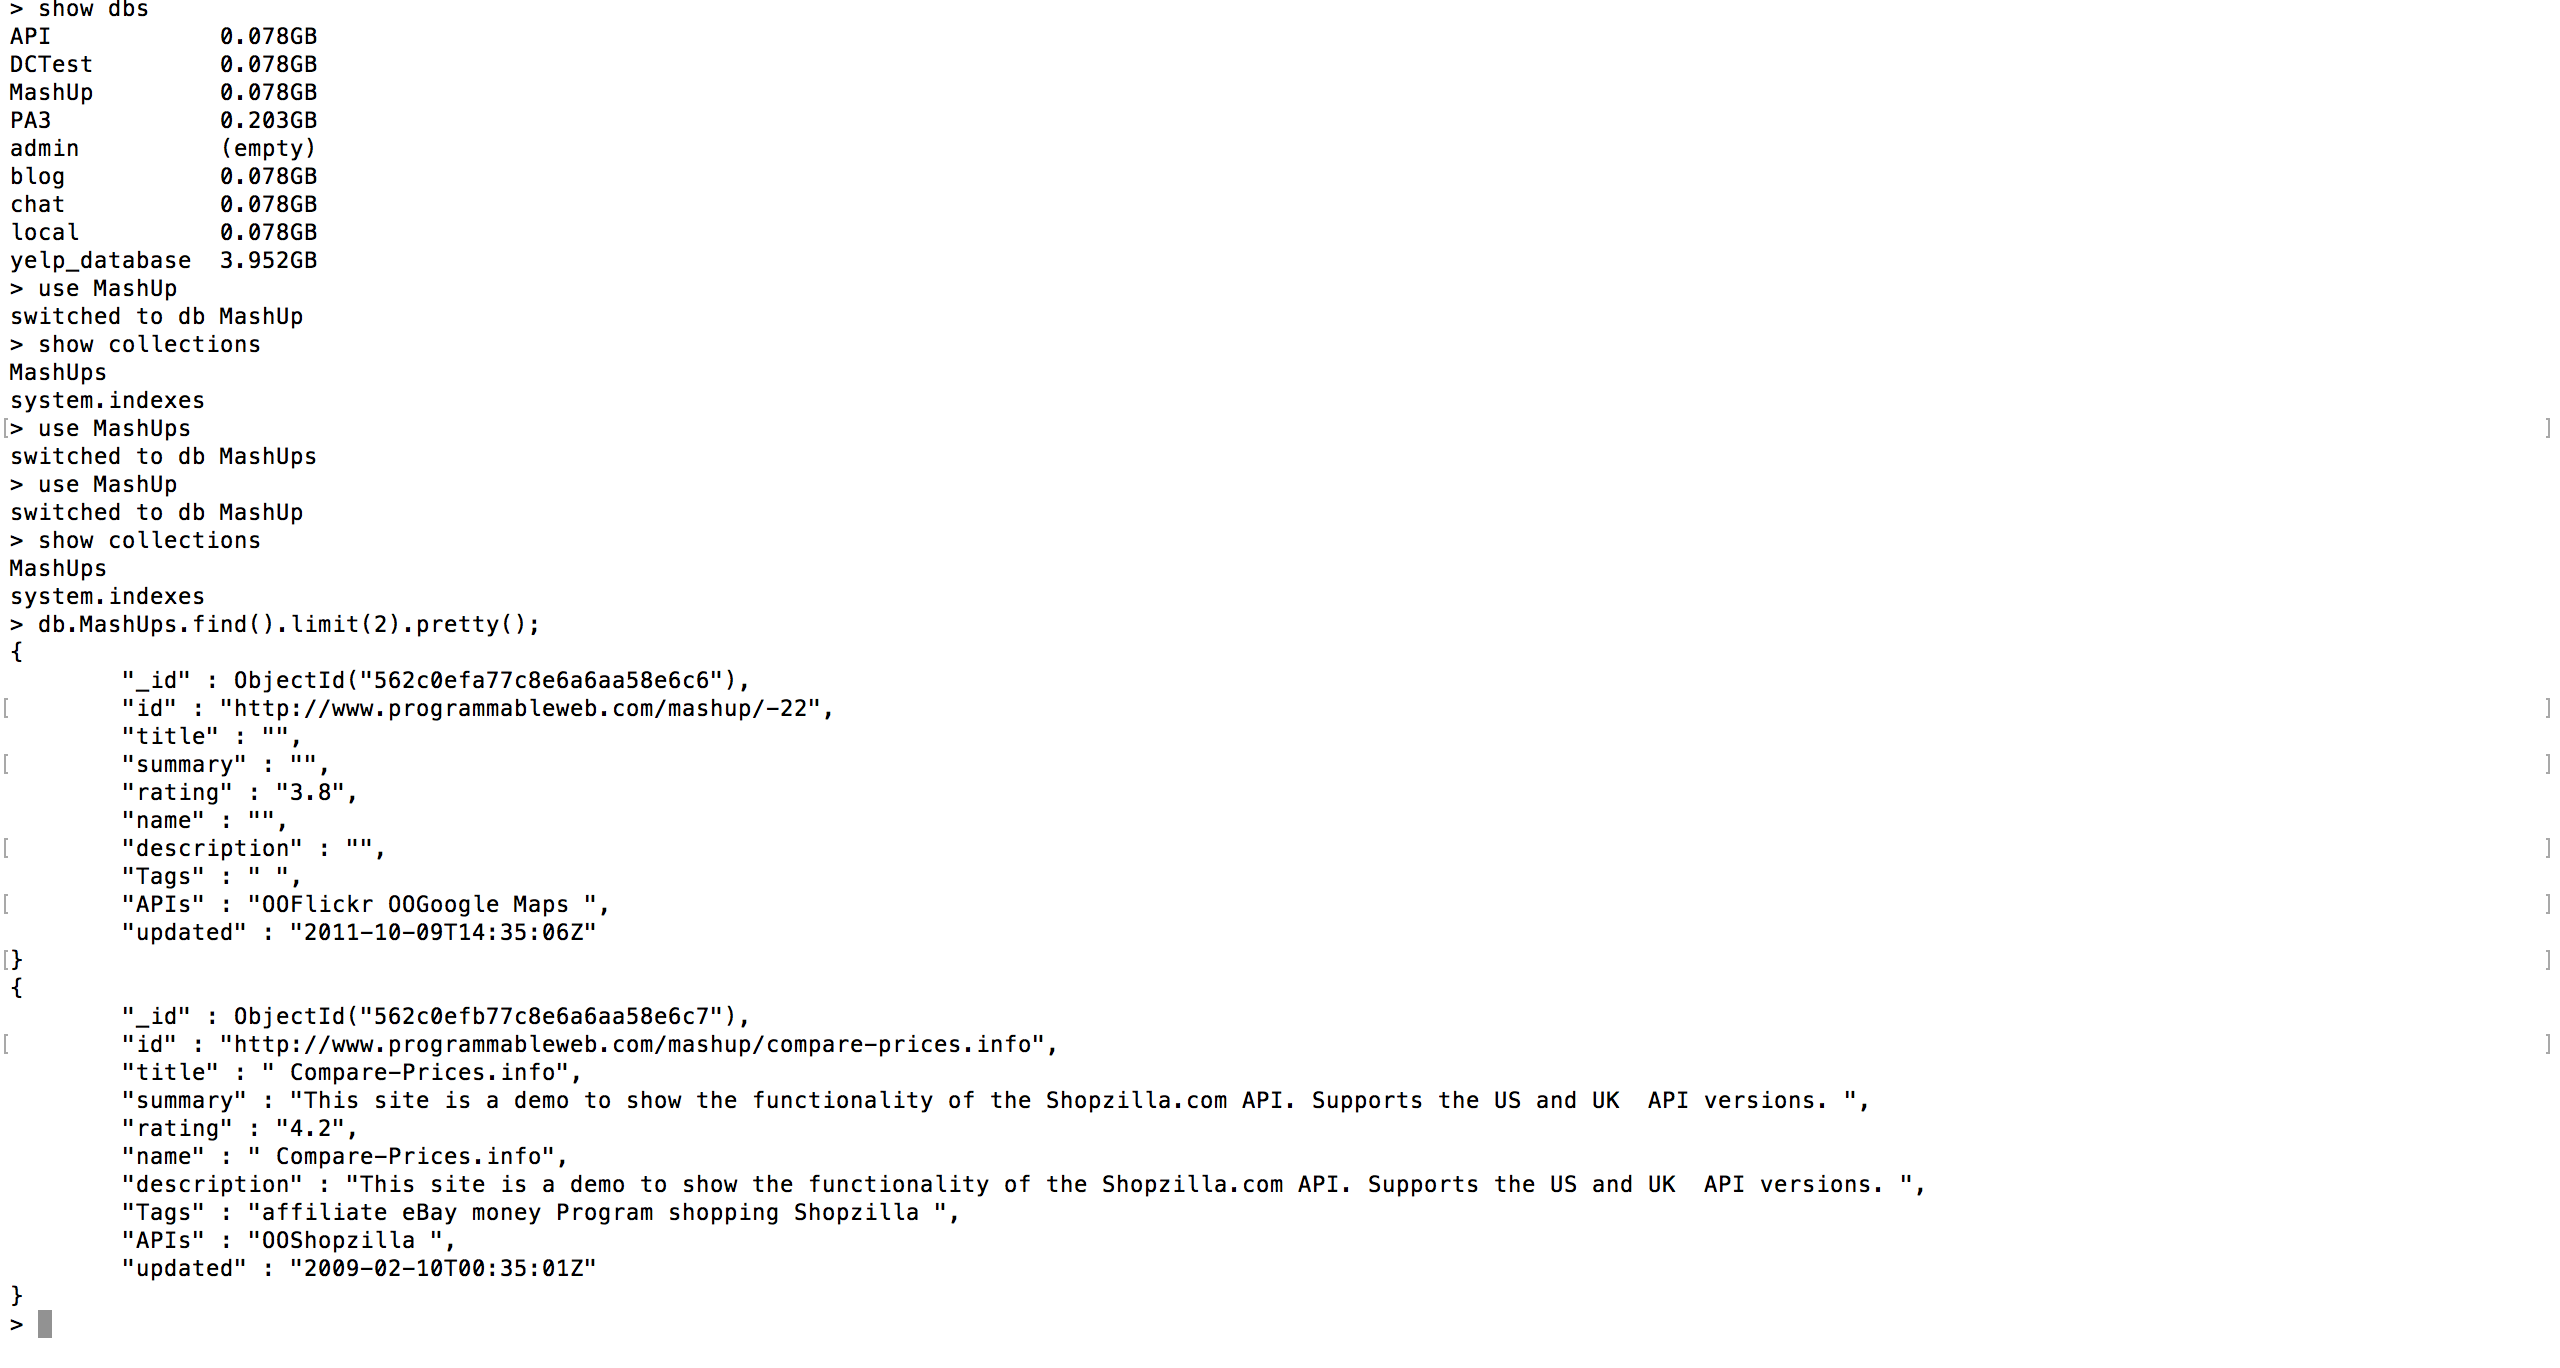 > show dbs
API 0.078GB
DCTest 0.078GB
MashUp 0.078GB
PA3 0.203GB
admin (empty)
blog 0.078GB
chat 0.078GB
local 0.078GB
yelp_database 3.952GB
> use MashUp
switched to db MashUp
> show collections
MashUps
system.indexes
[> use MashUps ]
switched to db MashUps
> use MashUp
switched to db MashUp
> show collections
MashUps
system.indexes
> db.MashUps.find().limit(2).pretty();
{
"_id" : ObjectId("562c0efa77c8e6a6aa58e6c6"),
[ "id" : "http://www.programmableweb.com/mashup/-22", ]
"title" : "",
[ "summary" : "", ]
"rating" : "3.8",
"name" : "",
[ "description" : "", ]
"Tags" : " ",
[ "APIs" : "OOFlickr OOGoogle Maps ", ]
"updated" : "2011-10-09T14:35:06Z"
[} ]
{
"_id" : ObjectId("562c0efb77c8e6a6aa58e6c7"),
[ "id" : "http://www.programmableweb.com/mashup/compare-prices.info", ]
"title" : " Compare-Prices.info",
"summary" : "This site is a demo to show the functionality of the Shopzilla.com API. Supports the US and UK  API versions. ",
"rating" : "4.2",
"name" : " Compare-Prices.info",
"description" : "This site is a demo to show the functionality of the Shopzilla.com API. Supports the US and UK  API versions. ",
"Tags" : "affiliate eBay money Program shopping Shopzilla ",
"APIs" : "OOShopzilla ",
"updated" : "2009-02-10T00:35:01Z"
}
>